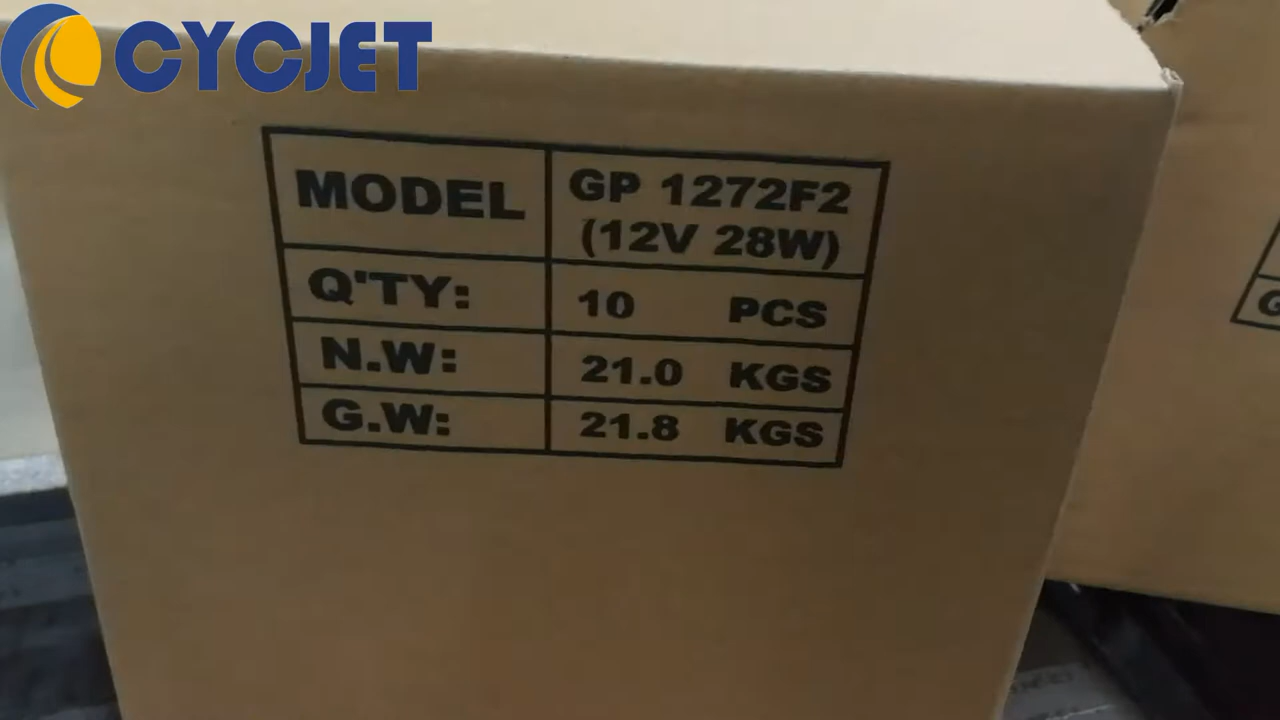 CYCJET
MODEL GP 1272F2
(12V 28W)
Q'TY: 10 PCS
N.W: 21.0 KGS
G.W: 21.8 KGS
G